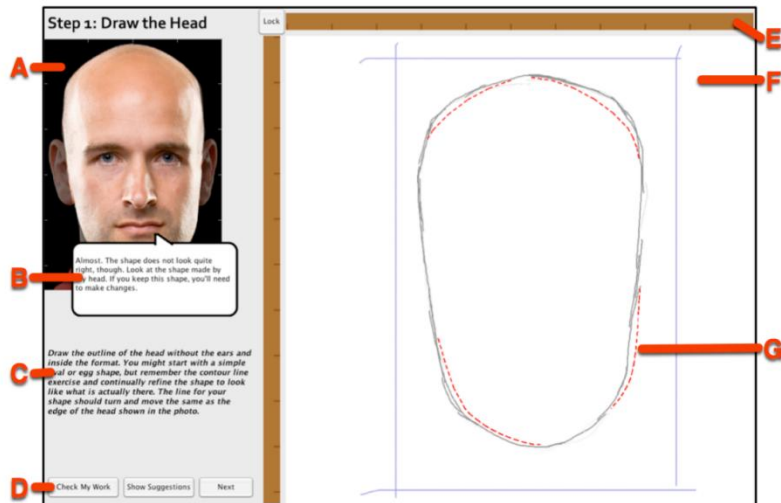 Step 1: Draw the Head
Lock
E
A
F
Almost. The shape does not look quite
right, though. Look at the shape made by
head. If you keep this shape, you'll need
to make changes.
B
Draw the outline of the head without the ears and
inside the format. You might start with a simple
or egg shape, but remember the contour line
exercise and continually refine the shape to look
like what is actually there. The line for your
shape should turn and move the same as the
edge of the head shown in the photo.
C
G
D
Check My Work
Show Suggestions
Next